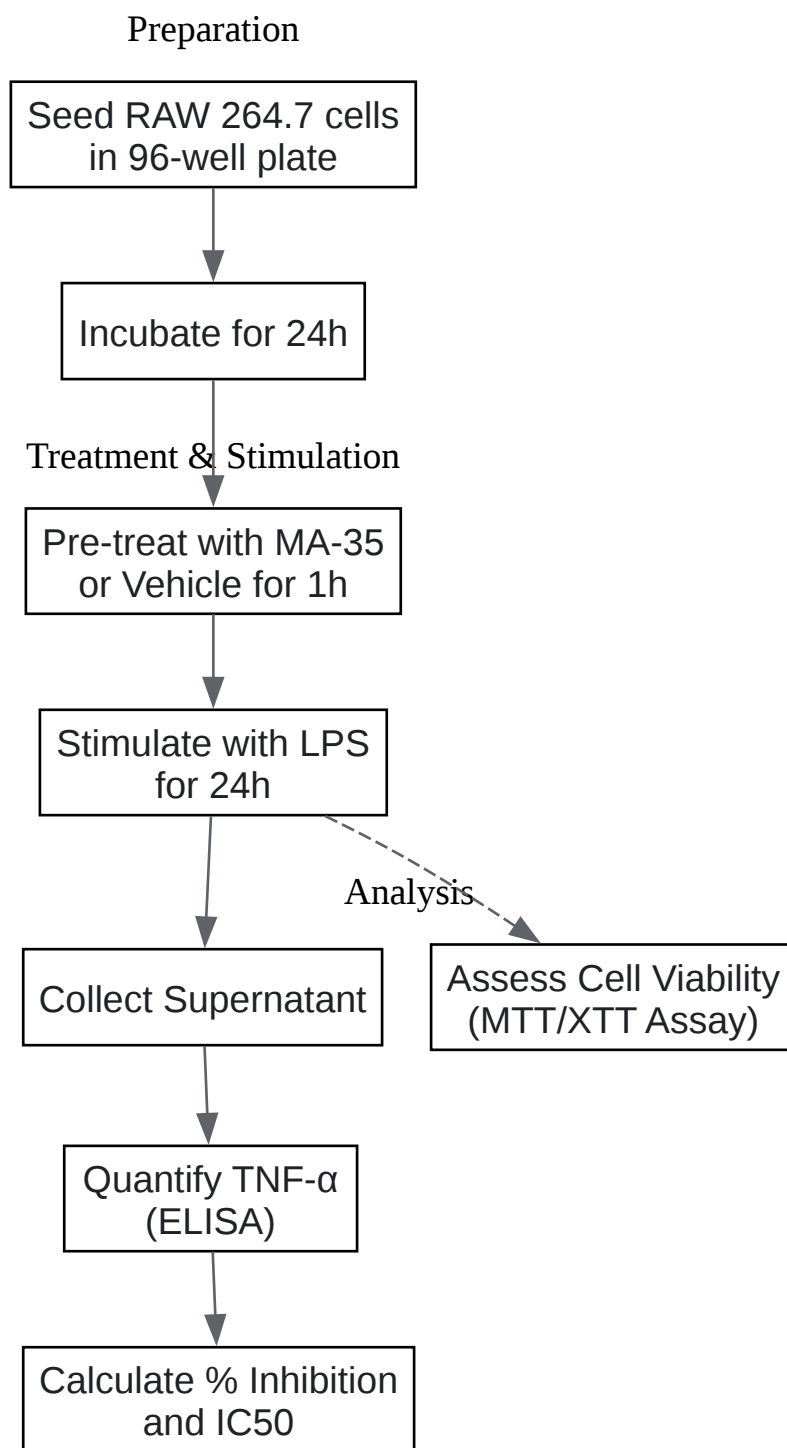 Preparation
Seed RAW 264.7 cells
in 96-well plate
Incubate for 24h
Treatment & Stimulation
Pre-treat with MA-35
or Vehicle for 1h
Stimulate with LPS
for 24h
Analysis
Collect Supernatant
Assess Cell Viability
(MTT/XTT Assay)
Quantify TNF-α
(ELISA)
Calculate % Inhibition
and IC50